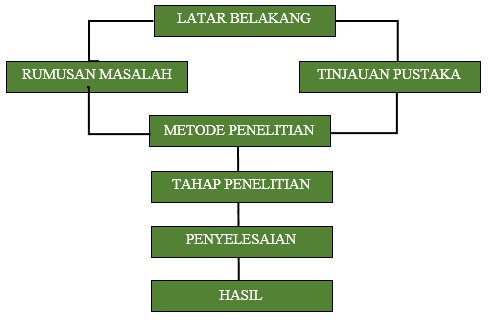 LATAR BELAKANG
RUMUSAN MASALAH
TINJAUAN PUSTAKA
METODE PENELITIAN
TAHAP PENELITIAN
PENYELESAIAN
HASIL